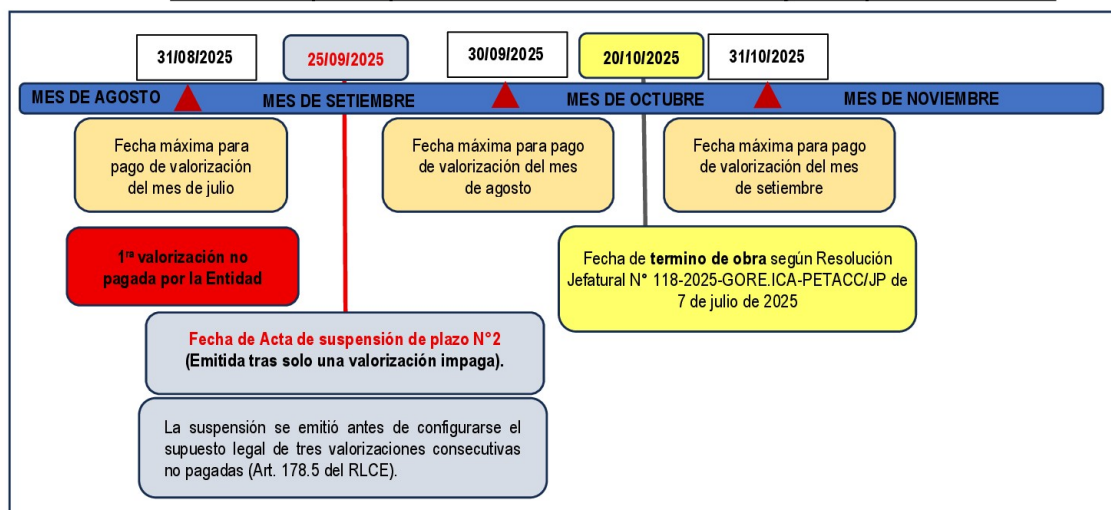 31/08/2025
25/09/2025
30/09/2025
20/10/2025
31/10/2025
MES DE AGOSTO
MES DE SETIEMBRE
MES DE OCTUBRE
MES DE NOVIEMBRE
Fecha máxima para
pago de valorización
del mes de julio
Fecha máxima para pago
de valorización del mes
de agosto
Fecha máxima para pago
de valorización del mes
de setiembre
1ra valorización no
pagada por la Entidad
Fecha de termino de obra según Resolución
Jefatural N° 118-2025-GORE.ICA-PETACC/JP de
7 de julio de 2025
Fecha de Acta de suspensión de plazo N°2
(Emitida tras solo una valorización impaga).
La suspensión se emitió antes de configurarse el
supuesto legal de tres valorizaciones consecutivas
no pagadas (Art. 178.5 del RLCE).